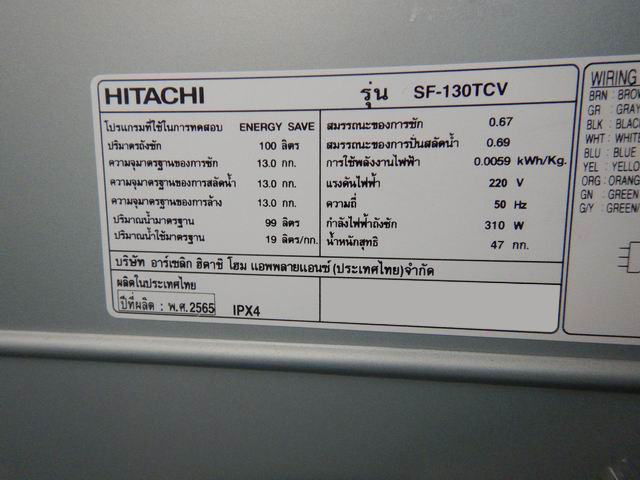 HITACHI รุ่น SF-130TCV
โปรแกรมที่ใช้ในการทดสอบ ENERGY SAVE
ปริมาตรถังซัก 100 ลิตร
ความจุมาตรฐานของการซัก 13.0 กก.
ความจุมาตรฐานของการสลัดน้ำ 13.0 กก.
ความจุมาตรฐานของการล้าง 13.0 กก.
ปริมาณน้ำมาตรฐาน 99 ลิตร
ปริมาณน้ำใช้มาตรฐาน 19 ลิตร/กก.
สมรรถนะของการซัก 0.67
สมรรถนะของการปั่นสลัดน้ำ 0.69
การใช้พลังงานไฟฟ้า 0.0059 kWh/Kg.
แรงดันไฟฟ้า 220 V
ความถี่ 50 Hz
กำลังไฟฟ้าถังซัก 310 W
น้ำหนักสุทธิ 47 กก.
บริษัท อาร์เซลิก ฮิตาชิ โฮม แอพพลายแอนซ์ (ประเทศไทย)จำกัด
ผลิตในประเทศไทย
ปีที่ผลิต : พ.ศ.2565 IPX4
WIRING
BRN : BROW
GR : GRAY
BLK : BLACK
WHT : WHITE
BLU : BLUE
YEL : YELLO
ORG : ORANG
GN : GREEN
G/Y : GREEN/